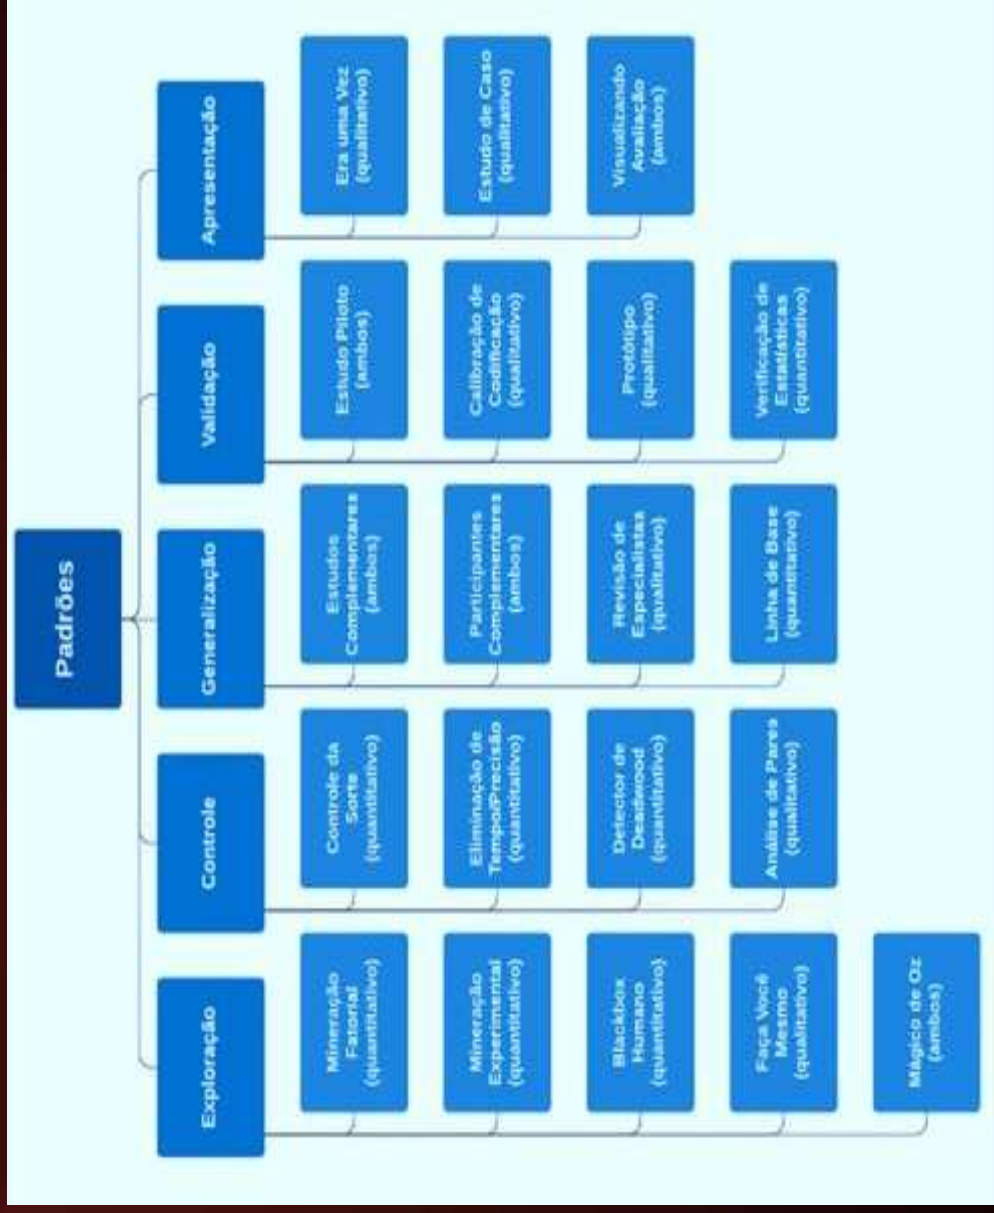 Padrões
Exploração
Mineração
Fatorial
(quantitativo)
Mineração
Experimental
(quantitativo)
Blackbox
Humano
(quantitativo)
Faça Você
Mesmo
(qualitativo)
Mágico de Oz
(ambos)
Controle
Controle da
Sorte
(quantitativo)
Eliminação de
Tempo/Precisão
(quantitativo)
Detector de
Deadwood
(quantitativo)
Análise de Pares
(qualitativo)
Generalização
Estudos
Complementares
(ambos)
Participantes
Complementares
(ambos)
Revisão de
Especialistas
(qualitativo)
Linha de Base
(quantitativo)
Validação
Estudo Piloto
(ambos)
Calibração de
Codificação
(qualitativo)
Protótipo
(qualitativo)
Verificação de
Estatísticas
(quantitativo)
Apresentação
Era uma Vez
(qualitativo)
Estudo de Caso
(qualitativo)
Visualizando
Avaliação
(ambos)